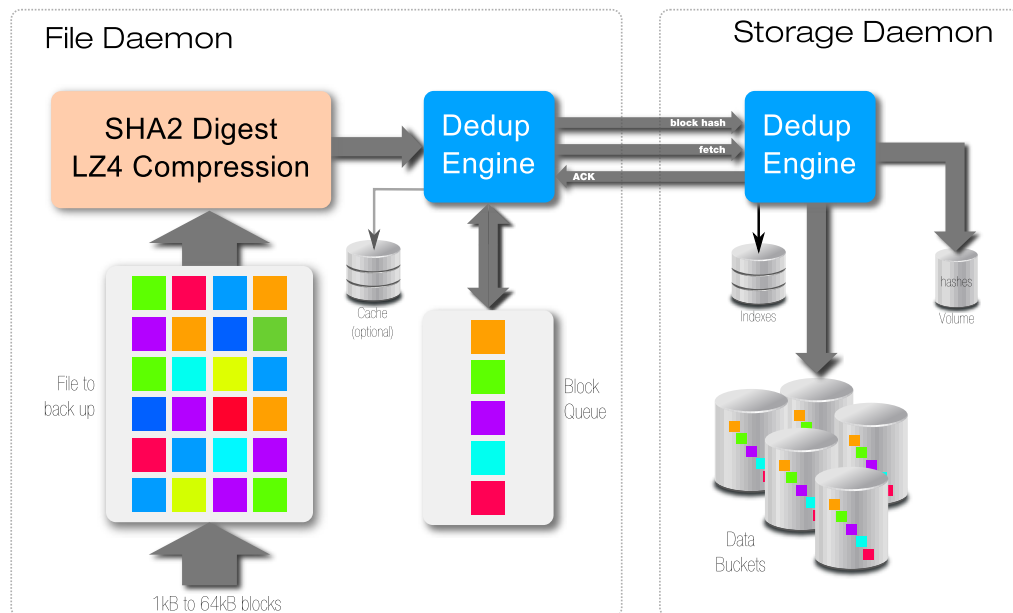 File Daemon
Storage Daemon
SHA2 Digest
LZ4 Compression
Dedup
Engine
block hash
fetch
ACK
Dedup
Engine
Cache
(optional)
Indexes
hashes
Volume
File to
back up
Block
Queue
Data
Buckets
1kB to 64kB blocks